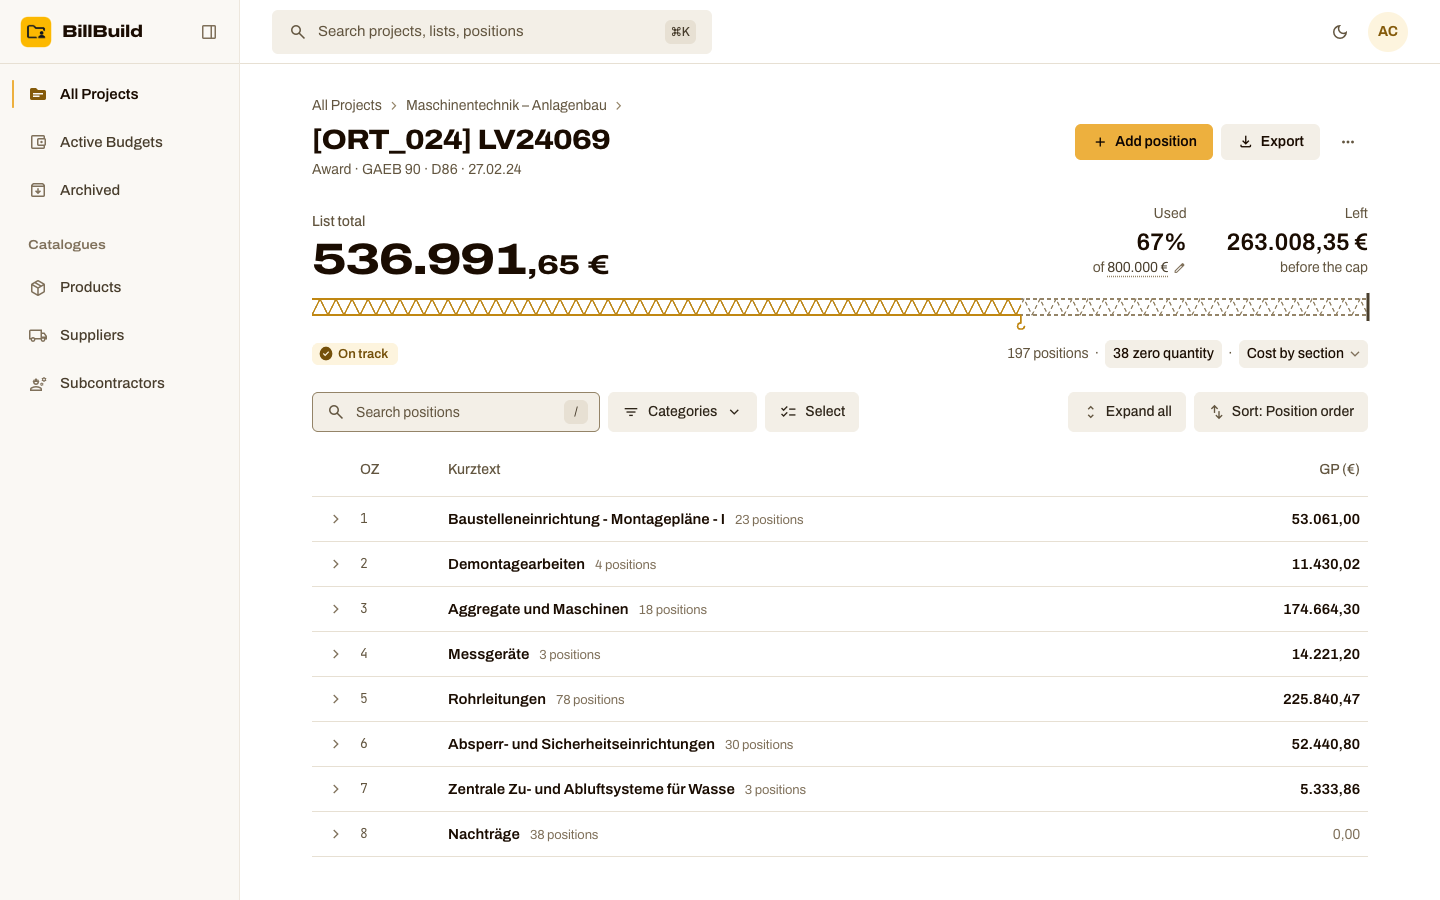 BillBuild
Search projects, lists, positions ⌘K
AC
All Projects
Active Budgets
Archived
Catalogues
Products
Suppliers
Subcontractors
All Projects Maschinentechnik – Anlagenbau
[ORT_024] LV24069
Award · GAEB 90 · D86 · 27.02.24
Add position
Export
List total
536.991,65 €
Used
67%
of 800.000 €
Left
263.008,35 €
before the cap
On track
197 positions · 38 zero quantity · Cost by section
Search positions /
Categories
Select
Expand all
Sort: Position order
OZ Kurztext GP (€)
1 Baustelleneinrichtung - Montagepläne - I 23 positions 53.061,00
2 Demontagearbeiten 4 positions 11.430,02
3 Aggregate und Maschinen 18 positions 174.664,30
4 Messgeräte 3 positions 14.221,20
5 Rohrleitungen 78 positions 225.840,47
6 Absperr- und Sicherheitseinrichtungen 30 positions 52.440,80
7 Zentrale Zu- und Abluftsysteme für Wasse 3 positions 5.333,86
8 Nachträge 38 positions 0,00